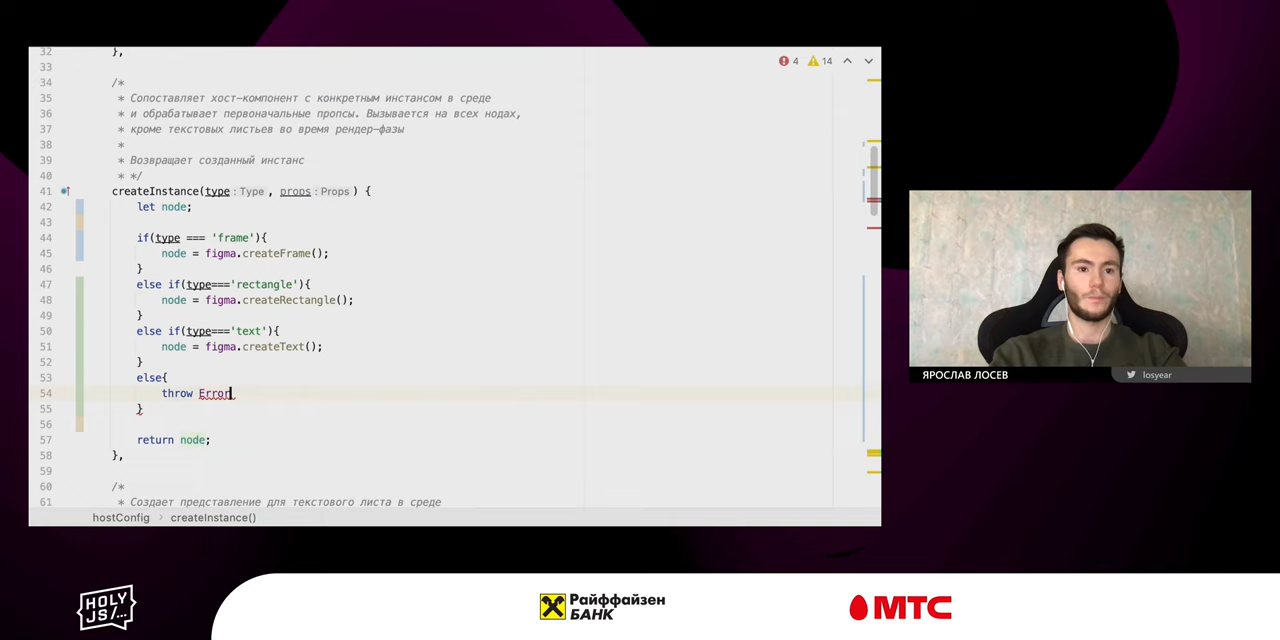 32 },
33
34 /*
35 * Сопоставляет хост-компонент с конкретным инстансом в среде
36 * и обрабатывает первоначальные пропсы. Вызывается на всех нодах,
37 * кроме текстовых листьев во время рендер-фазы
38 *
39 * Возвращает созданный инстанс
40 * */
41 createInstance(type : Type , props : Props ) {
42 let node;
43
44 if(type === 'frame'){
45 node = figma.createFrame();
46 }
47 else if(type==='rectangle'){
48 node = figma.createRectangle();
49 }
50 else if(type==='text'){
51 node = figma.createText();
52 }
53 else{
54 throw Error
55 }
56
57 return node;
58 },
59
60 /*
61 * Создает представление для текстового листа в среде
4 14
hostConfig > createInstance()
ЯРОСЛАВ ЛОСЕВ
losyear
HOLY
JS/...
Райффайзен
БАНК
МТС